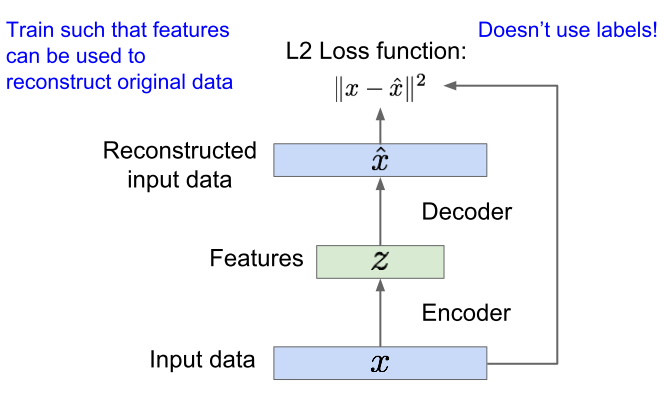 Train such that features
can be used to
reconstruct original data
Doesn’t use labels!
L2 Loss function:
‖x − x̂‖²
Reconstructed
input data
x̂
Decoder
Features
z
Encoder
Input data
x